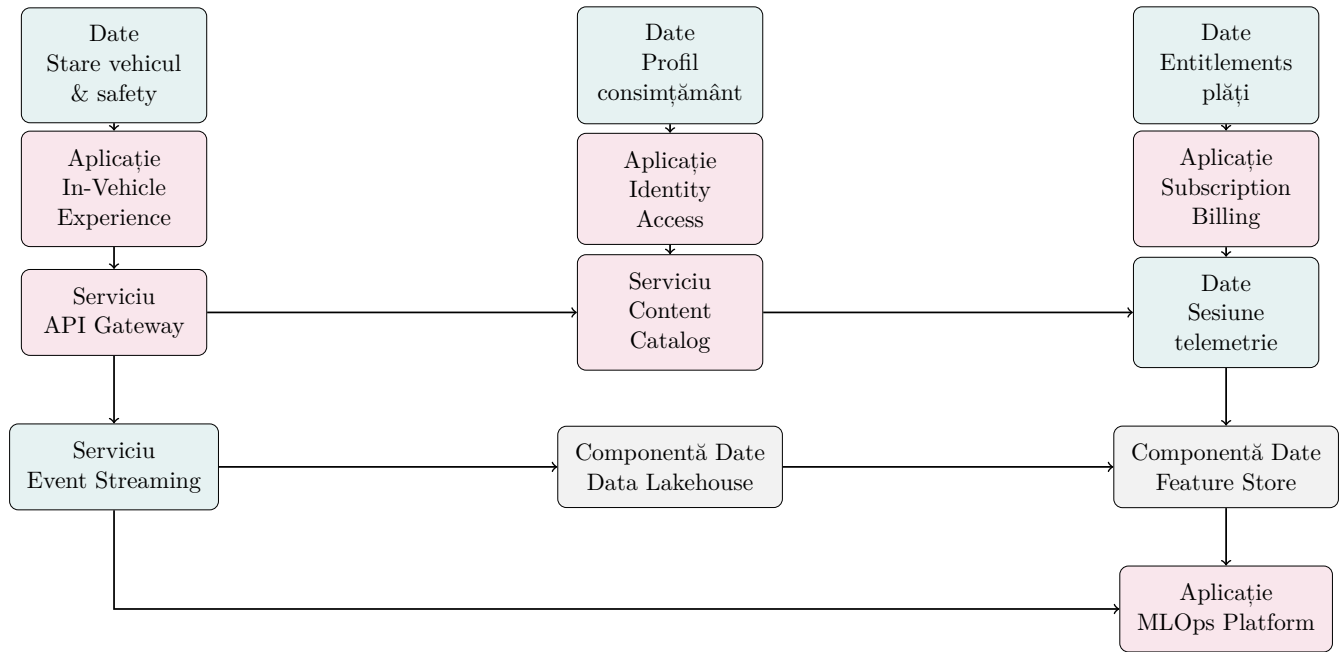 Date
Stare vehicul
& safety
Date
Profil
consimțământ
Date
Entitlements
plăți
Aplicație
In-Vehicle
Experience
Aplicație
Identity
Access
Aplicație
Subscription
Billing
Serviciu
API Gateway
Serviciu
Content
Catalog
Date
Sesiune
telemetrie
Serviciu
Event Streaming
Componentă Date
Data Lakehouse
Componentă Date
Feature Store
Aplicație
MLOps Platform